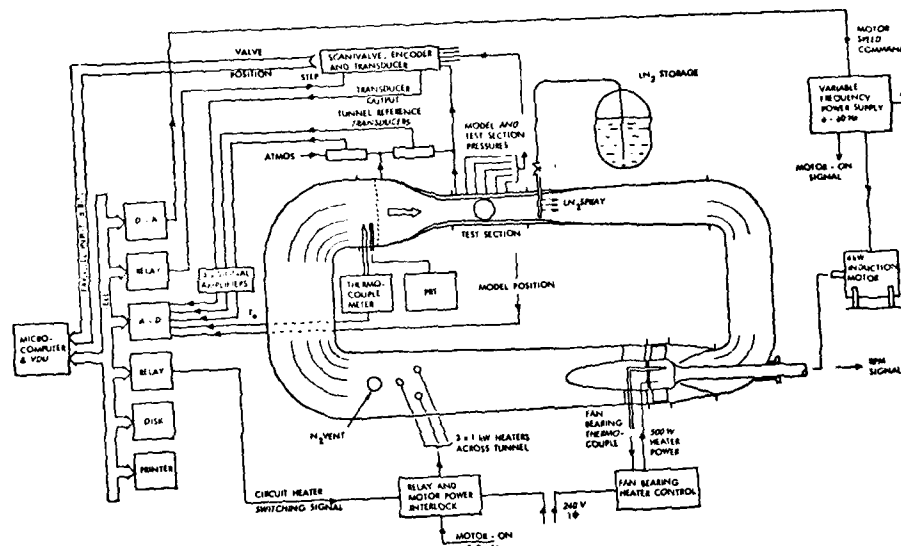 MOTOR
SPEED
COMMAND
VALVE
POSITION
STEP
SCANIVALVE, ENCODER
AND TRANSDUCER
TRANSDUCER
OUTPUT
TUNNEL REFERENCE
TRANSDUCERS
ATMOS
MODEL AND
TEST SECTION
PRESSURES
LN2 STORAGE
VARIABLE
FREQUENCY
POWER SUPPLY
6 - 60 Hz
MOTOR - ON
SIGNAL
LN2 SPRAY
TEST SECTION
D - A
RELAY
AMPLIFIERS
THERMO-
COUPLE
METER
PRT
MODEL POSITION
INDUCTION
MOTOR
A - D
MICRO-
COMPUTER
& VDU
RELAY
DISK
PRINTER
RPM
SIGNAL
N2 VENT
3 x 1 kW HEATERS
ACROSS TUNNEL
FAN
BEARING
THERMO-
COUPLE
500 W
HEATER
POWER
CIRCUIT HEATER
SWITCHING SIGNAL
RELAY AND
MOTOR POWER
INTERLOCK
240 V
1ϕ
FAN BEARING
HEATER CONTROL
MOTOR - ON